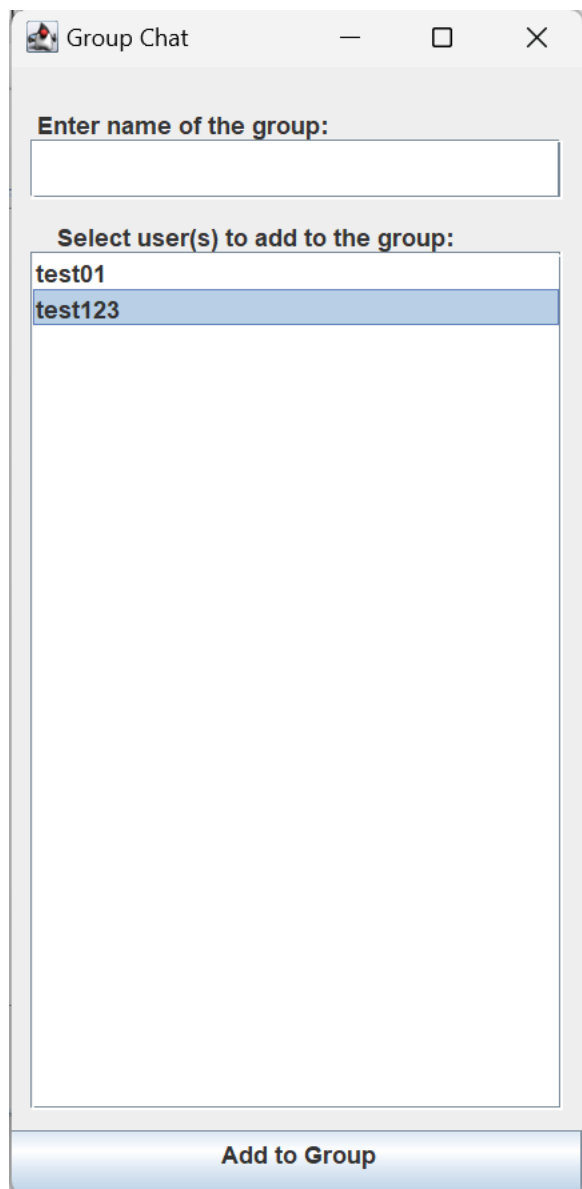 Group Chat
Enter name of the group:
Select user(s) to add to the group:
test01
test123
Add to Group